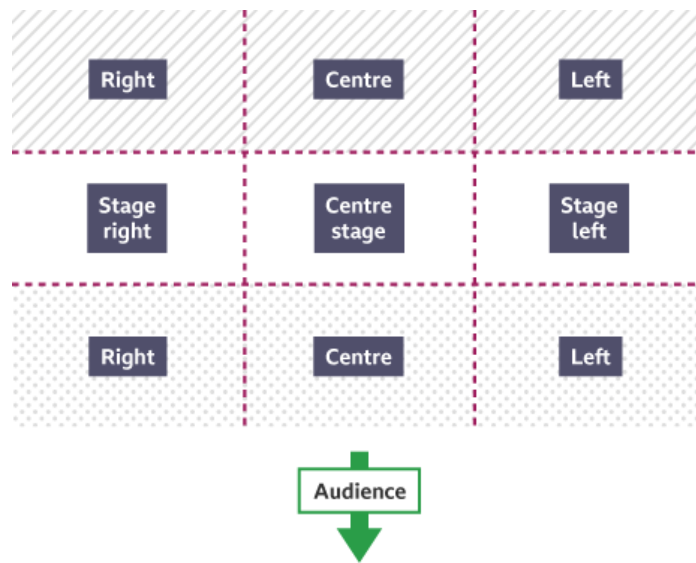 Right
Centre
Left
Stage
right
Centre
stage
Stage
left
Right
Centre
Left
Audience